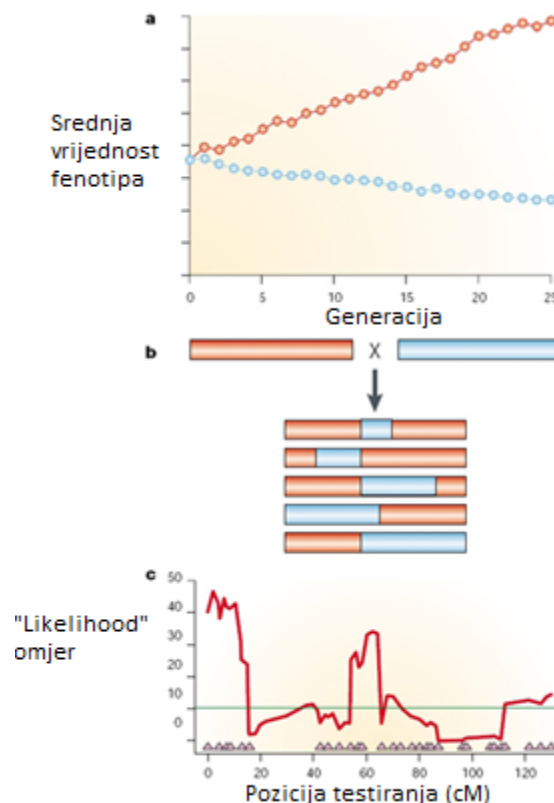 a
Srednja
vrijednost
fenotipa
0 5 10 15 20 25
Generacija
b
X
c
50
40
30
20
10
0
"Likelihood"
omjer
0 20 40 60 80 100 120
Pozicija testiranja (cM)